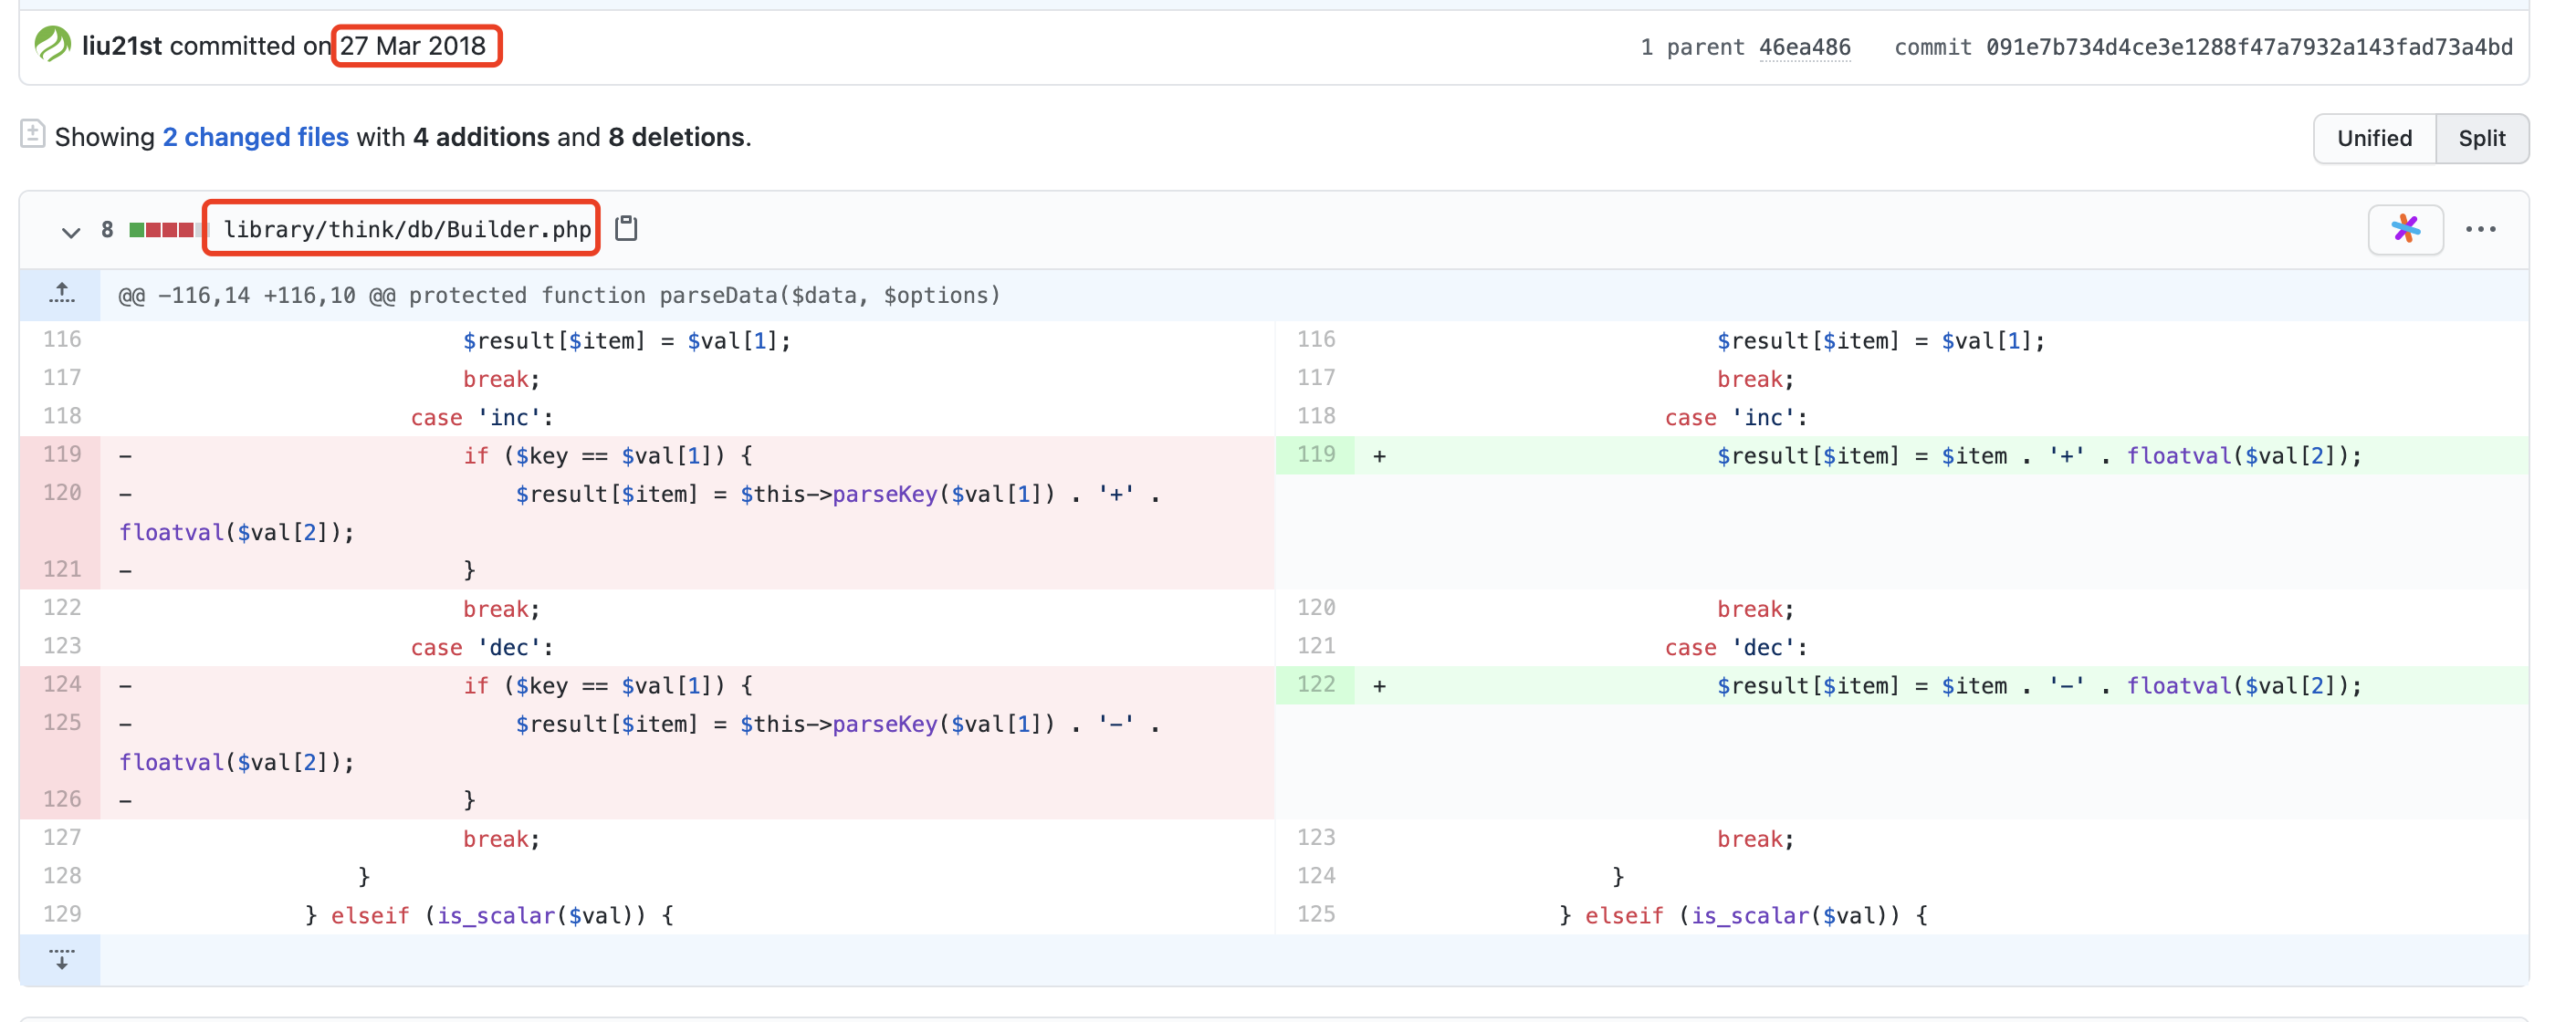 liu21st committed on 27 Mar 2018 1 parent 46ea486 commit 091e7b734d4ce3e1288f47a7932a143fad73a4bd
Showing 2 changed files with 4 additions and 8 deletions. Unified Split
8 library/think/db/Builder.php
@@ -116,14 +116,10 @@ protected function parseData($data, $options)
116 $result[$item] = $val[1]; 116 $result[$item] = $val[1];
117 break; 117 break;
118 case 'inc': 118 case 'inc':
119 - if ($key == $val[1]) { 119 + $result[$item] = $item . '+' . floatval($val[2]);
120 - $result[$item] = $this->parseKey($val[1]) . '+' .
floatval($val[2]);
121 - }
122 break; 120 break;
123 case 'dec': 121 case 'dec':
124 - if ($key == $val[1]) { 122 + $result[$item] = $item . '-' . floatval($val[2]);
125 - $result[$item] = $this->parseKey($val[1]) . '-' .
floatval($val[2]);
126 - }
127 break; 123 break;
128 } 124 }
129 } elseif (is_scalar($val)) { 125 } elseif (is_scalar($val)) {